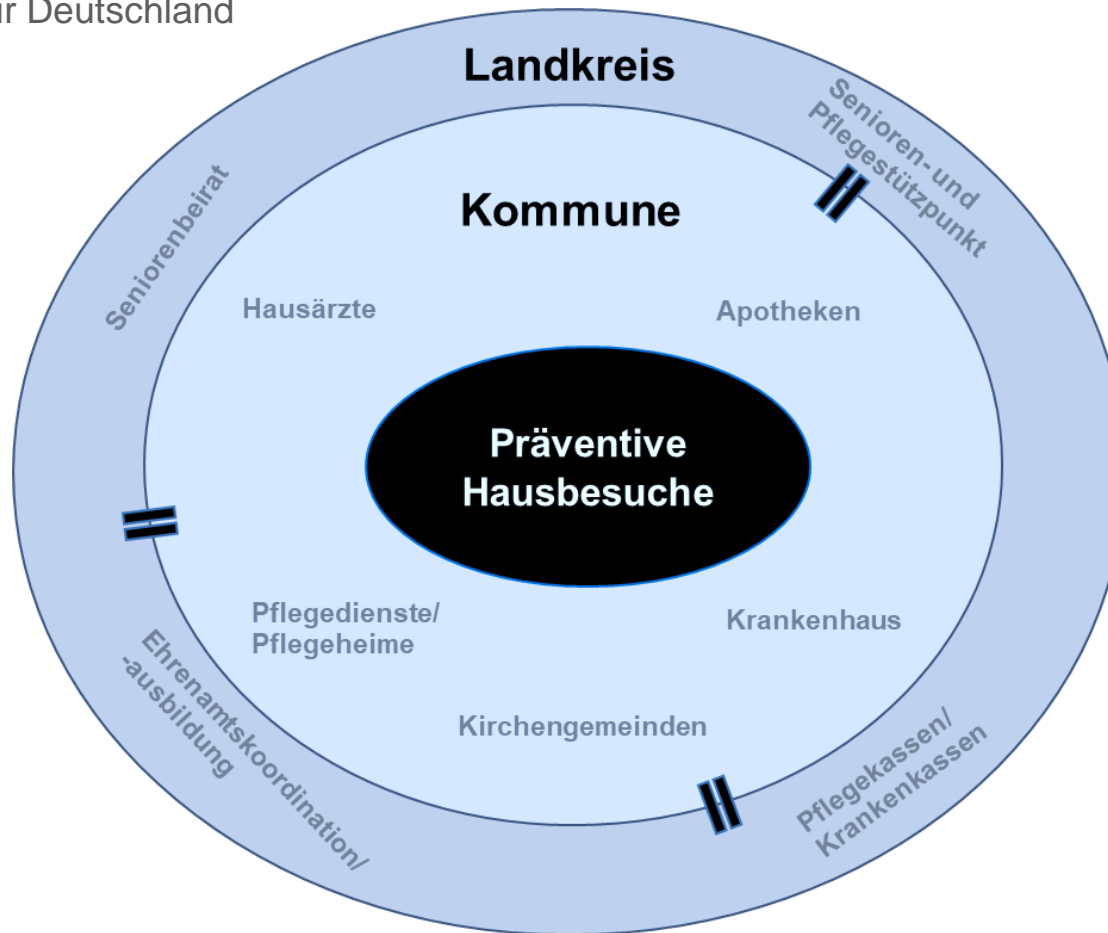 für Deutschland
Landkreis
Senioren- und
Pflegestützpunkt
Seniorenbeirat
Kommune
Hausärzte
Apotheken
Präventive
Hausbesuche
Pflegedienste/
Pflegeheime
Krankenhaus
Ehrenamtskoordination/
-ausbildung
Kirchengemeinden
Pflegekassen/
Krankenkassen